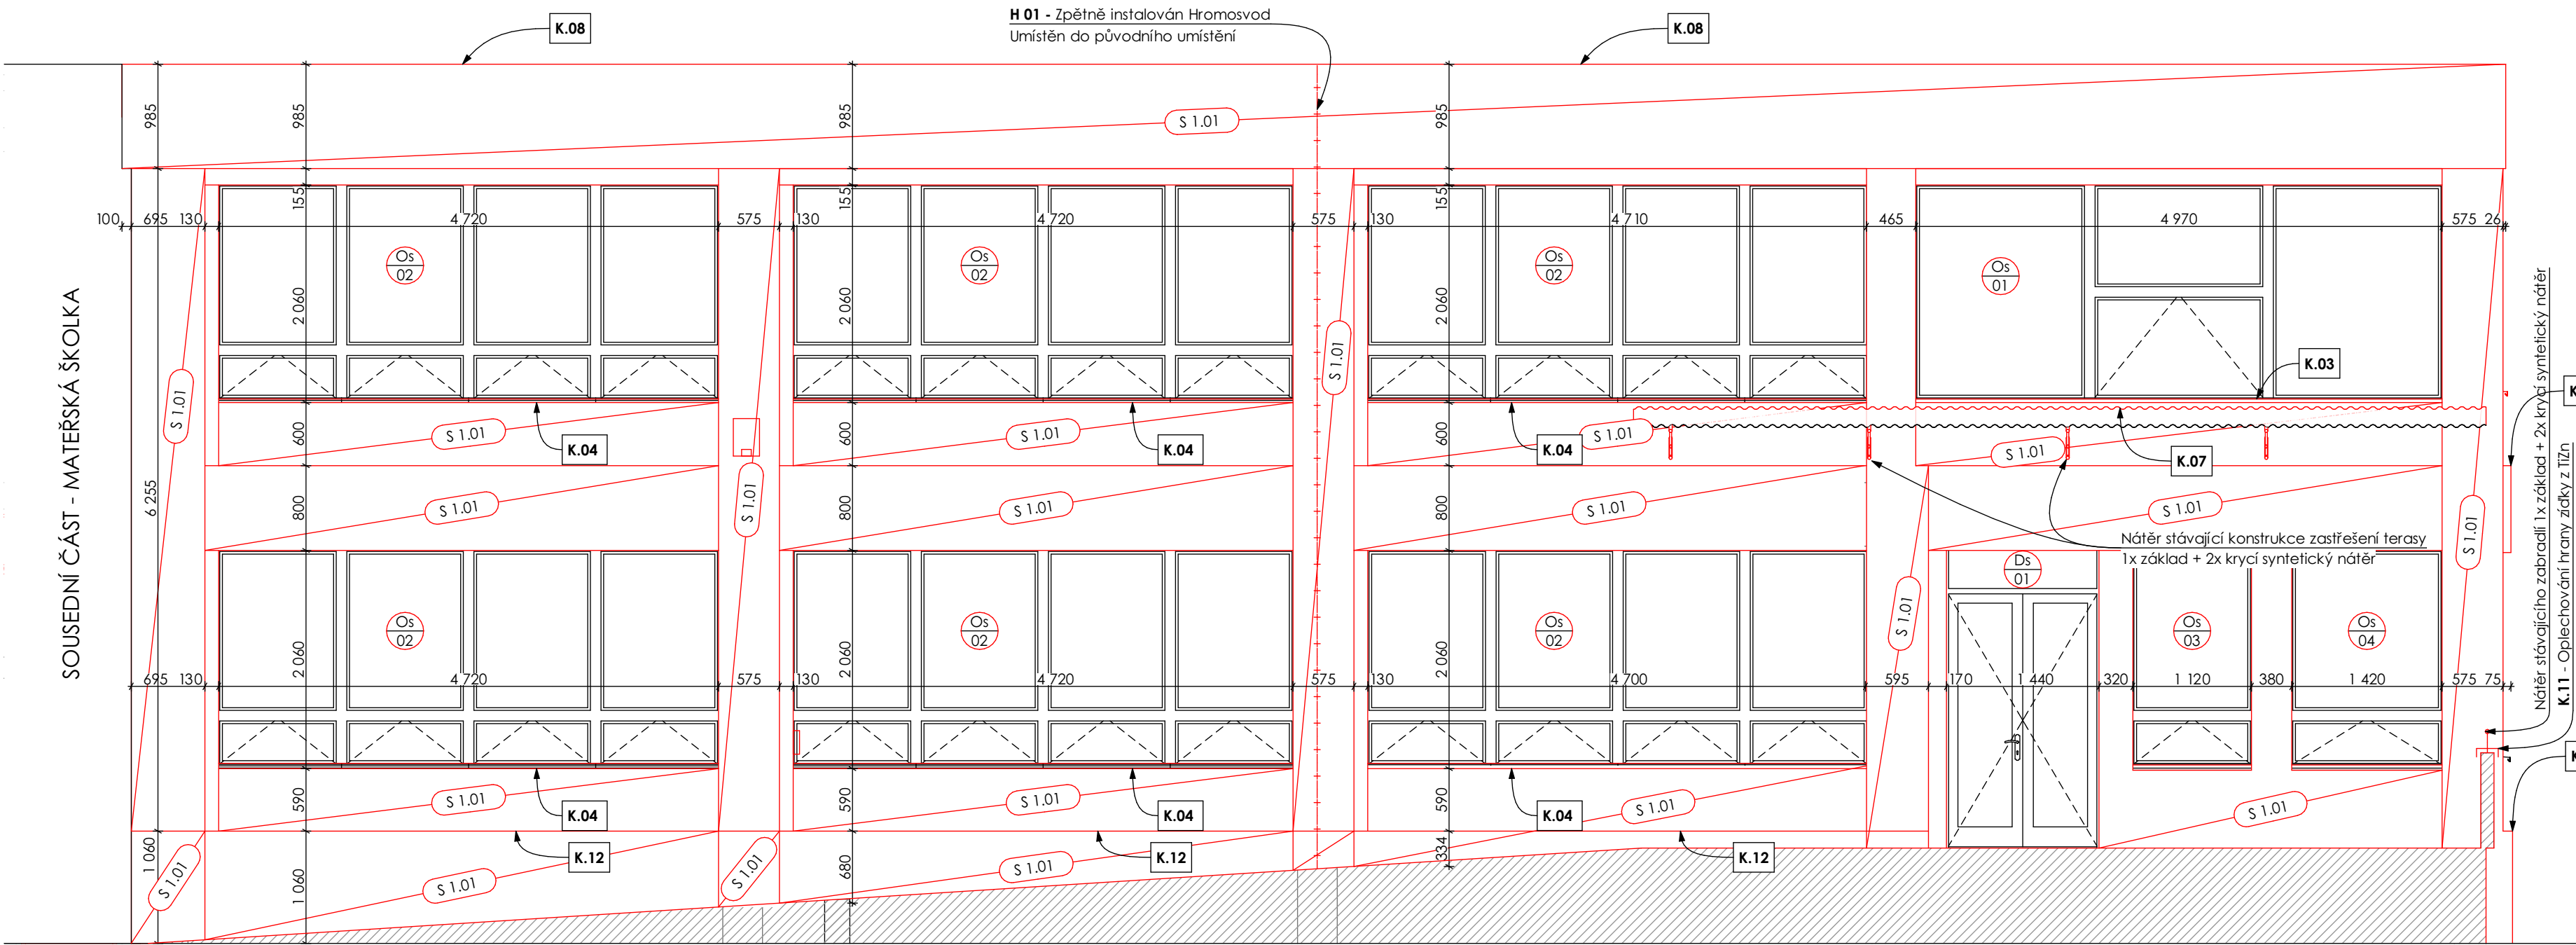 H 01 - Zpětně instalován Hromosvod
Umístěn do původního umístění
K.08
K.08
985
985
985
985
S 1.01
155
155
155
100
695
130
4 720
575
130
4 720
575
130
4 710
465
4 970
575
26
Os
02
Os
02
Os
02
Os
01
SOUSEDNÍ ČÁST - MATEŘSKÁ ŠKOLKA
2 060
2 060
2 060
S 1.01
S 1.01
K.03
600
S 1.01
K.04
600
S 1.01
K.04
600
S 1.01
K.04
S 1.01
K.07
6 255
800
S 1.01
S 1.01
800
S 1.01
800
S 1.01
S 1.01
S 1.01
Nátěr stávající konstrukce zastřešení terasy
1x základ + 2x krycí syntetický nátěr
Nátěr stávajícího zabradlí 1x základ + 2x krycí syntetický nátěr
K.11 - Oplechování hrany zídky z TiZn
Ds
01
S 1.01
Os
02
Os
02
Os
02
Os
03
Os
04
2 060
2 060
2 060
695
130
4 720
575
130
4 720
575
130
4 700
595
170
1 440
320
1 120
380
1 420
575
75
590
S 1.01
K.04
590
S 1.01
K.04
590
S 1.01
K.04
S 1.01
1 060
S 1.01
1 060
S 1.01
K.12
S 1.01
680
S 1.01
K.12
334
K.12